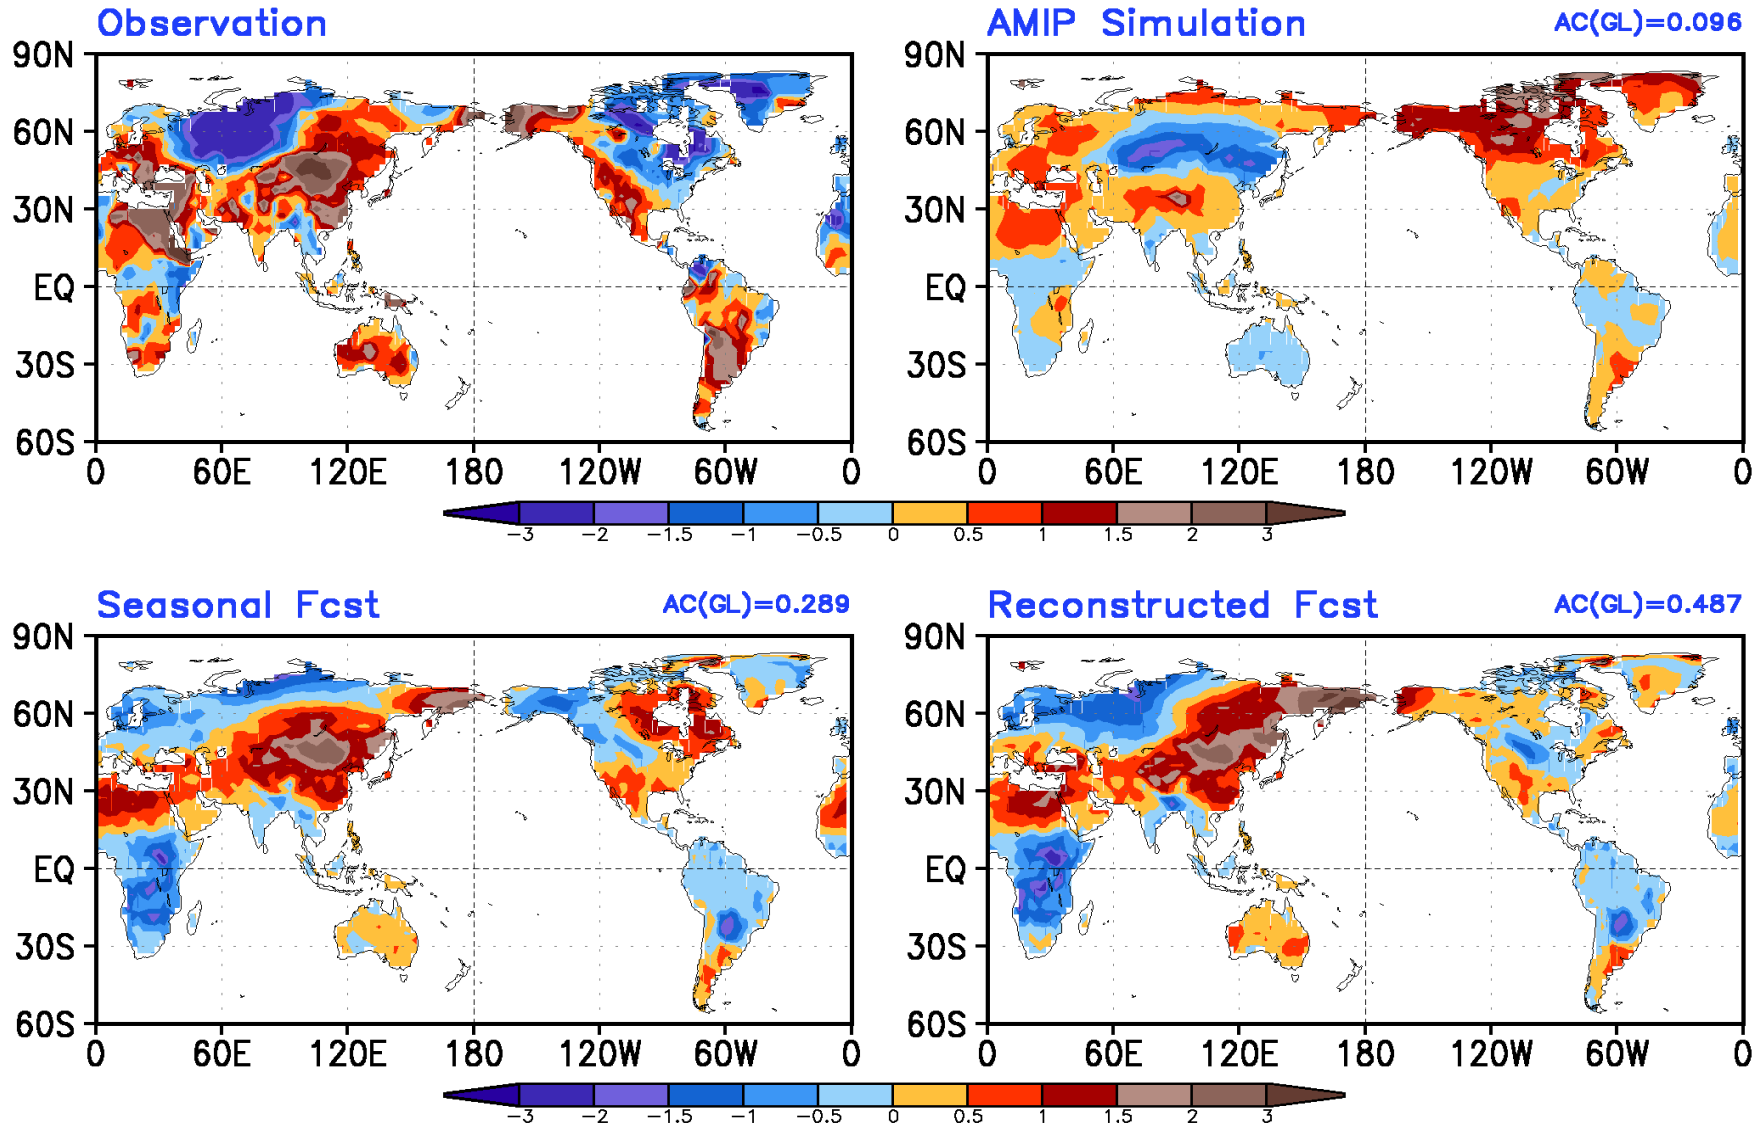 Observation
AMIP Simulation AC(GL)=0.096
90N
60N
30N
EQ
30S
60S
0 60E 120E 180 120W 60W 0
90N
60N
30N
EQ
30S
60S
0 60E 120E 180 120W 60W 0
-3 -2 -1.5 -1 -0.5 0 0.5 1 1.5 2 3
Seasonal Fcst AC(GL)=0.289
Reconstructed Fcst AC(GL)=0.487
90N
60N
30N
EQ
30S
60S
0 60E 120E 180 120W 60W 0
90N
60N
30N
EQ
30S
60S
0 60E 120E 180 120W 60W 0
-3 -2 -1.5 -1 -0.5 0 0.5 1 1.5 2 3